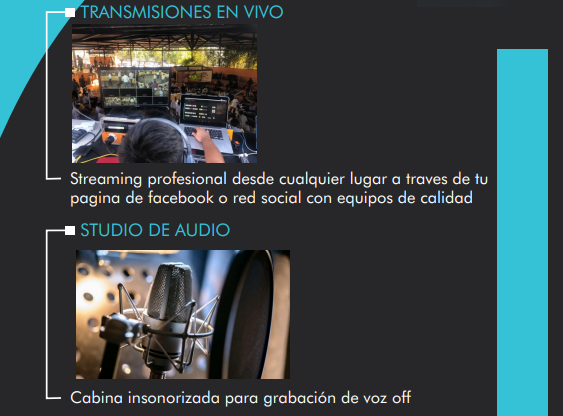 TRANSMISIONES EN VIVO
Streaming profesional desde cualquier lugar a traves de tu
pagina de facebook o red social con equipos de calidad
STUDIO DE AUDIO
Cabina insonorizada para grabación de voz off